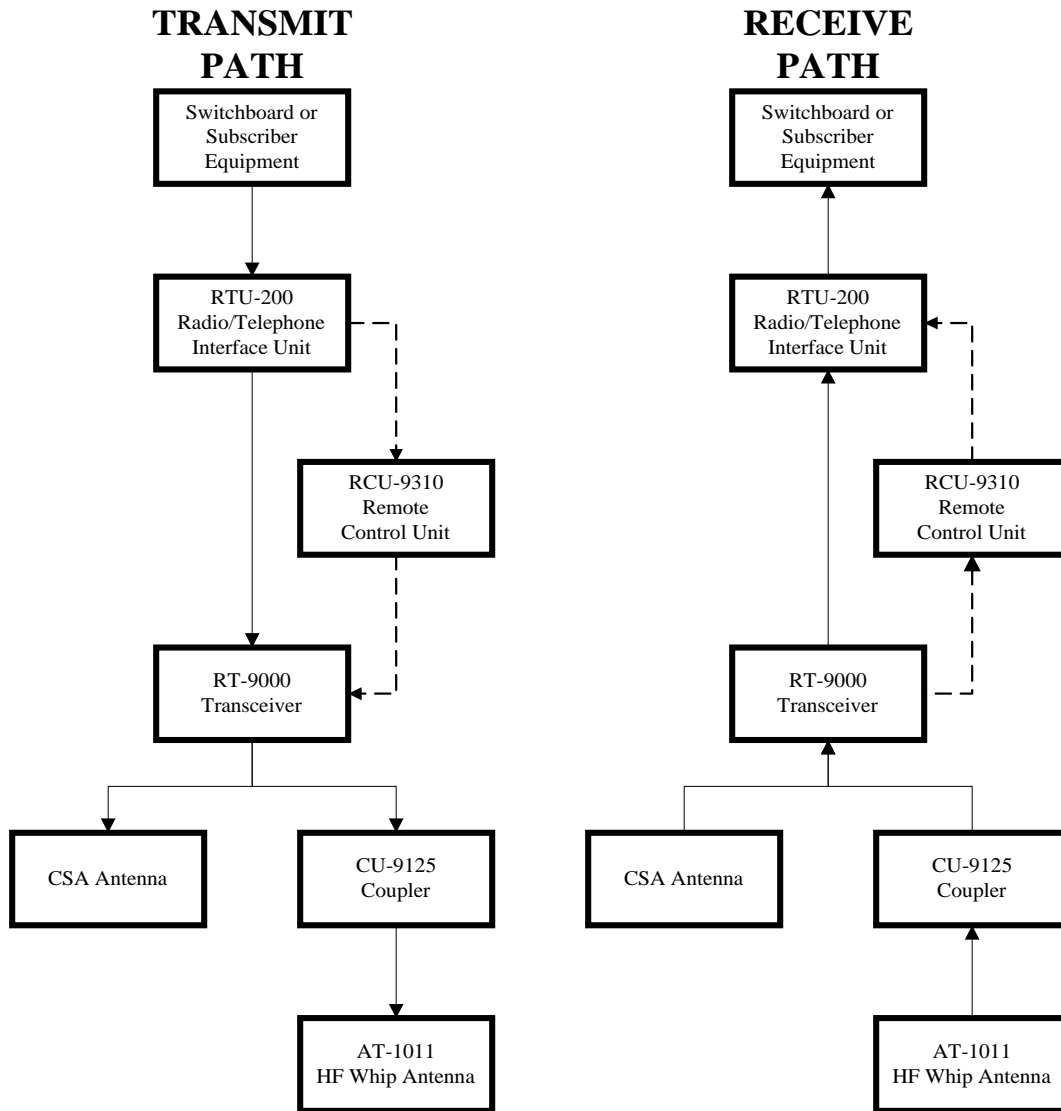 TRANSMIT
PATH
Switchboard or
Subscriber
Equipment
RTU-200
Radio/Telephone
Interface Unit
RCU-9310
Remote
Control Unit
RT-9000
Transceiver
CSA Antenna
CU-9125
Coupler
AT-1011
HF Whip Antenna
RECEIVE
PATH
Switchboard or
Subscriber
Equipment
RTU-200
Radio/Telephone
Interface Unit
RCU-9310
Remote
Control Unit
RT-9000
Transceiver
CSA Antenna
CU-9125
Coupler
AT-1011
HF Whip Antenna